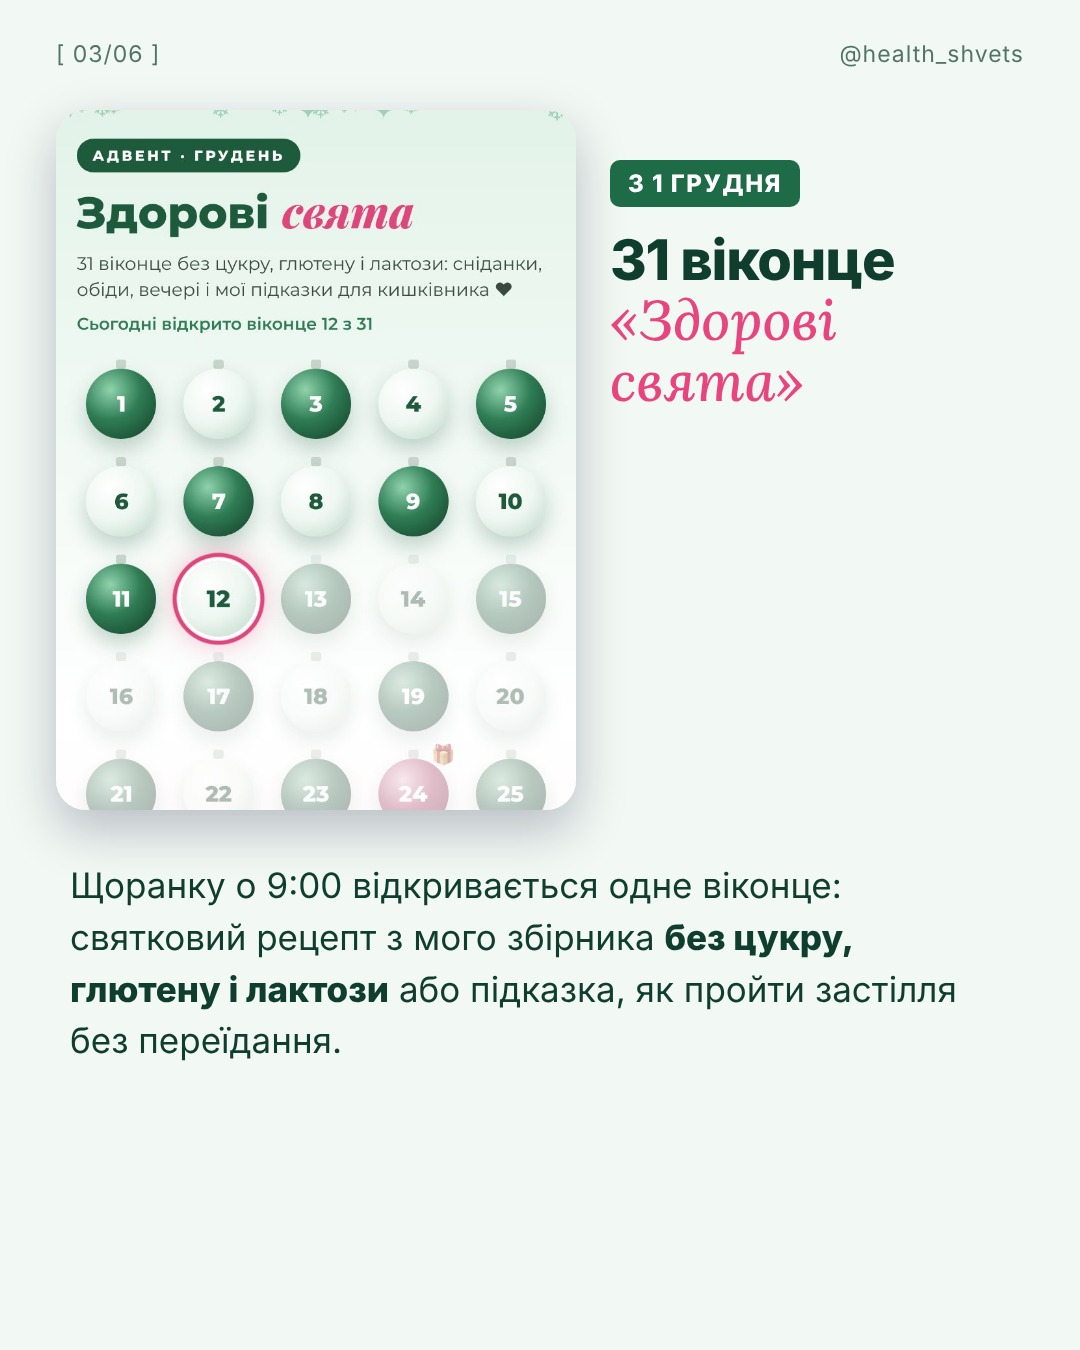 [ 03/06 ]
@health_shvets
АДВЕНТ · ГРУДЕНЬ
Здорові свята
31 віконце без цукру, глютену і лактози: сніданки,
обіди, вечері і мої підказки для кишківника ♥
Сьогодні відкрито віконце 12 з 31
1 2 3 4 5
6 7 8 9 10
11 12 13 14 15
16 17 18 19 20
21 22 23 24 25
З 1 ГРУДНЯ
31 віконце
«Здорові
свята»
Щоранку о 9:00 відкривається одне віконце:
святковий рецепт з мого збірника без цукру,
глютену і лактози або підказка, як пройти застілля
без переїдання.